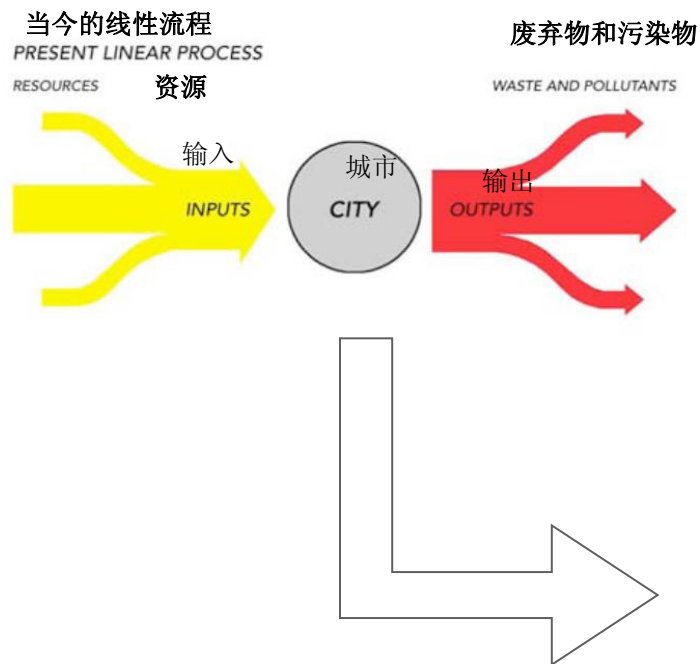 当今的线性流程
废弃物和污染物
PRESENT LINEAR PROCESS
RESOURCES
资源
WASTE AND POLLUTANTS
输入
城市
输出
INPUTS
CITY
OUTPUTS